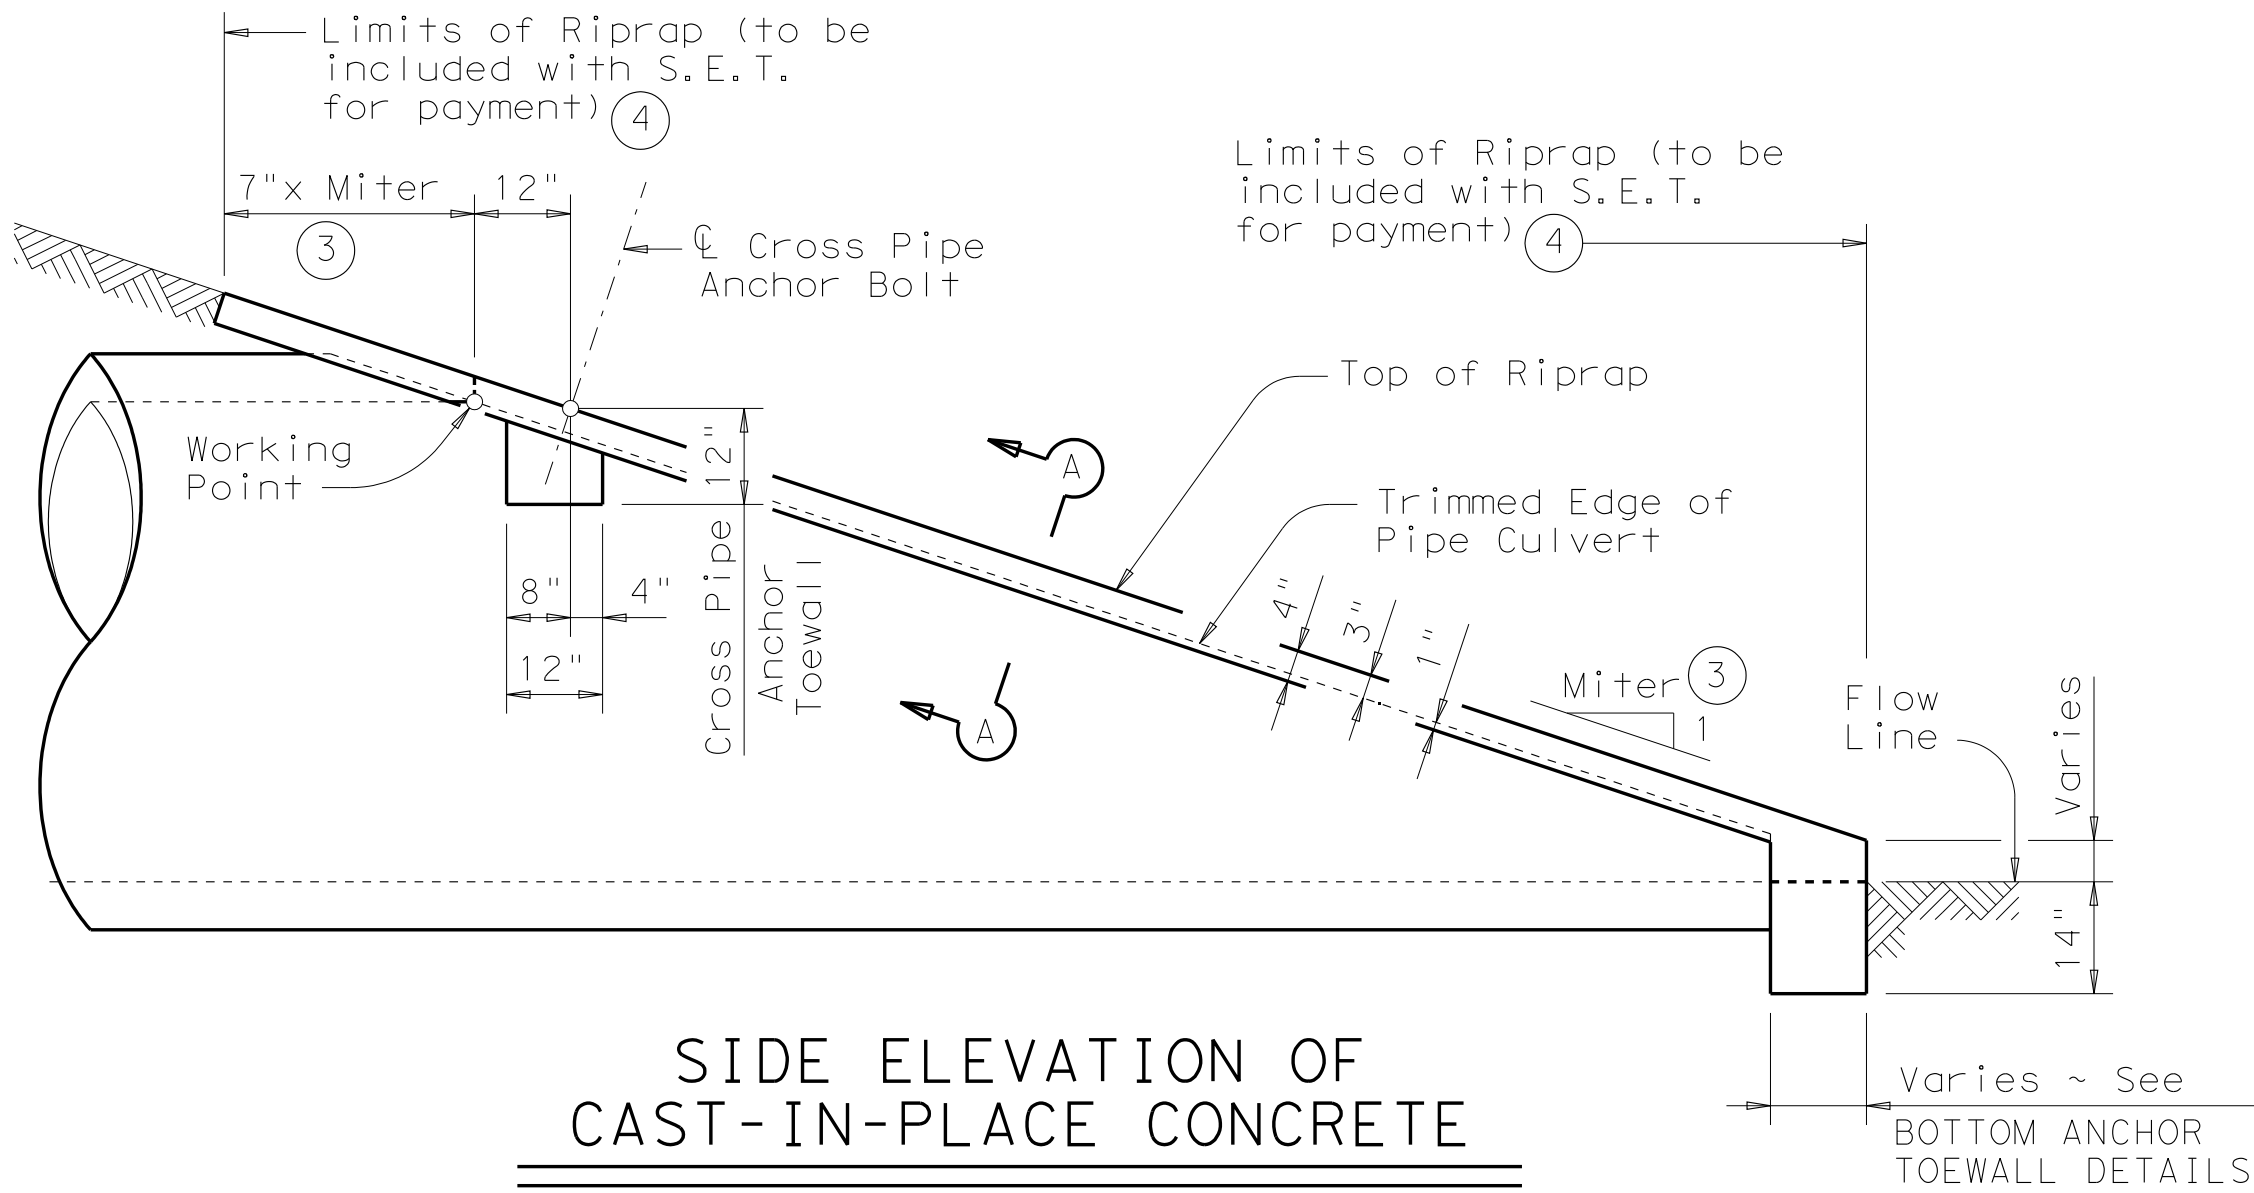 Limits of Riprap (to be
included with S.E.T.
for payment) 4
Limits of Riprap (to be
included with S.E.T.
for payment) 4
7"x Miter
12"
3
℄ Cross Pipe
Anchor Bolt
Top of Riprap
Working
Point
12"
Cross Pipe
Anchor
Toewall
A
Trimmed Edge of
Pipe Culvert
8"
4"
12"
4"
3"
1"
A
Miter 3
1
Flow
Line
Varies
14"
SIDE ELEVATION OF
CAST-IN-PLACE CONCRETE
Varies ~ See
BOTTOM ANCHOR
TOEWALL DETAILS